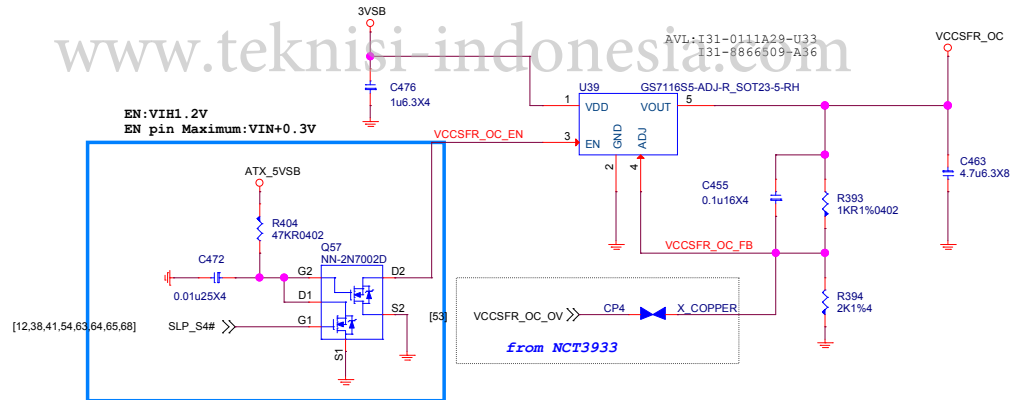 3VSB
www.teknisi-indonesia.com
AVL:I31-0111A29-U33
I31-8866509-A36
VCCSFR_OC
C476
1u6.3X4
U39
GS7116S5-ADJ-R_SOT23-5-RH
1
VDD
VOUT
5
EN:VIH1.2V
EN pin Maximum:VIN+0.3V
VCCSFR_OC_EN
3
EN
GND
ADJ
2
4
C463
4.7u6.3X8
ATX_5VSB
C455
0.1u16X4
R393
1KR1%0402
R404
47KR0402
Q57
NN-2N7002D
VCCSFR_OC_FB
C472
0.01u25X4
G2
D2
D1
S2
R394
2K1%4
[12,38,41,54,63,64,65,68]
SLP_S4#
G1
S1
[53]
VCCSFR_OC_OV
CP4
X_COPPER
from NCT3933